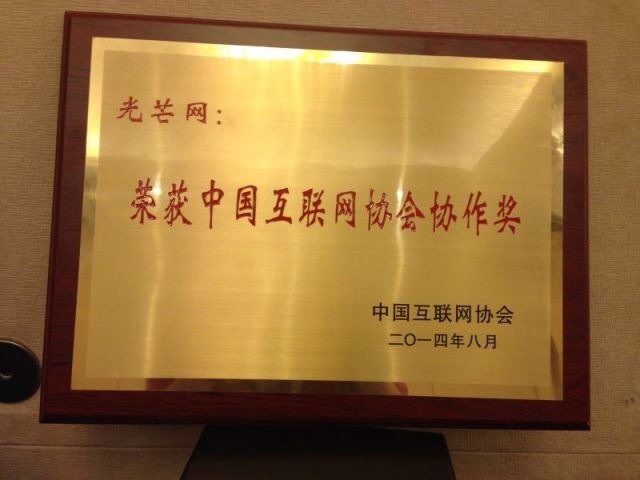 光芒网：
荣获中国互联网协会协作奖
中国互联网协会
二〇一四年八月